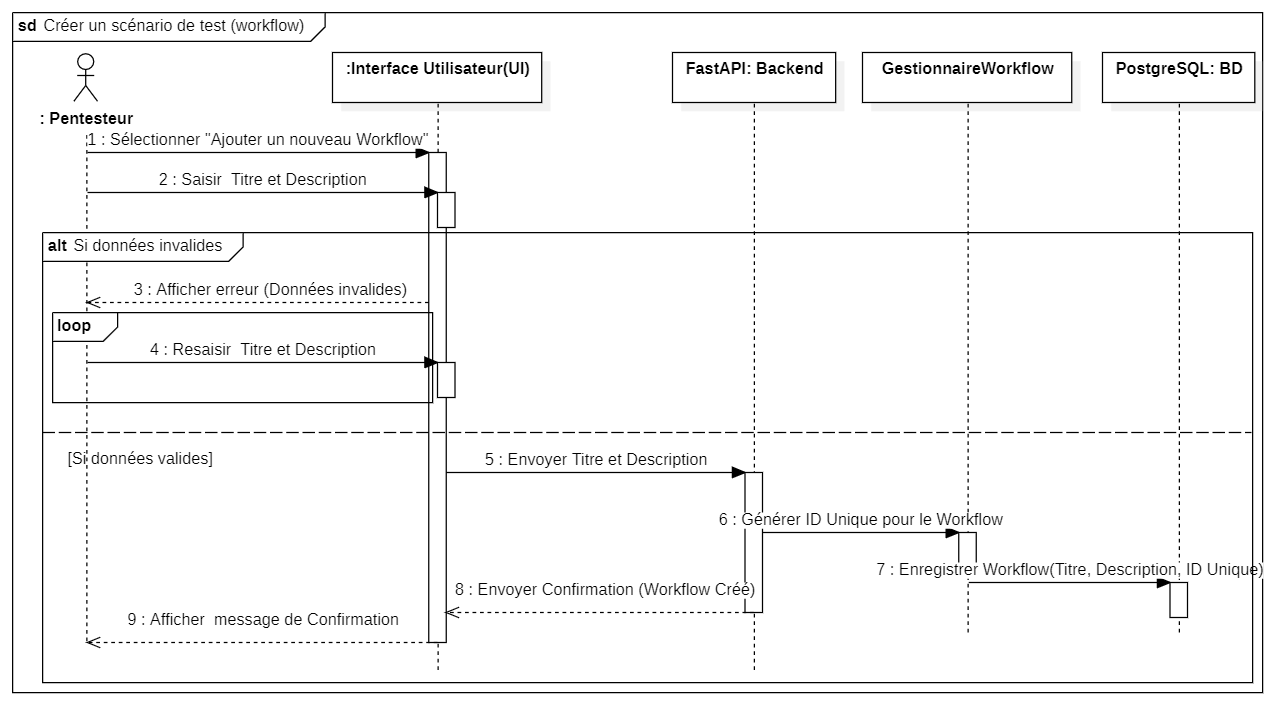 sd Créer un scénario de test (workflow)
: Pentesteur
:Interface Utilisateur(UI)
FastAPI: Backend
GestionnaireWorkflow
PostgreSQL: BD
1 : Sélectionner "Ajouter un nouveau Workflow"
2 : Saisir Titre et Description
alt Si données invalides
3 : Afficher erreur (Données invalides)
loop
4 : Resaisir Titre et Description
[Si données valides]
5 : Envoyer Titre et Description
6 : Générer ID Unique pour le Workflow
7 : Enregistrer Workflow(Titre, Description, ID Unique)
8 : Envoyer Confirmation (Workflow Créé)
9 : Afficher message de Confirmation